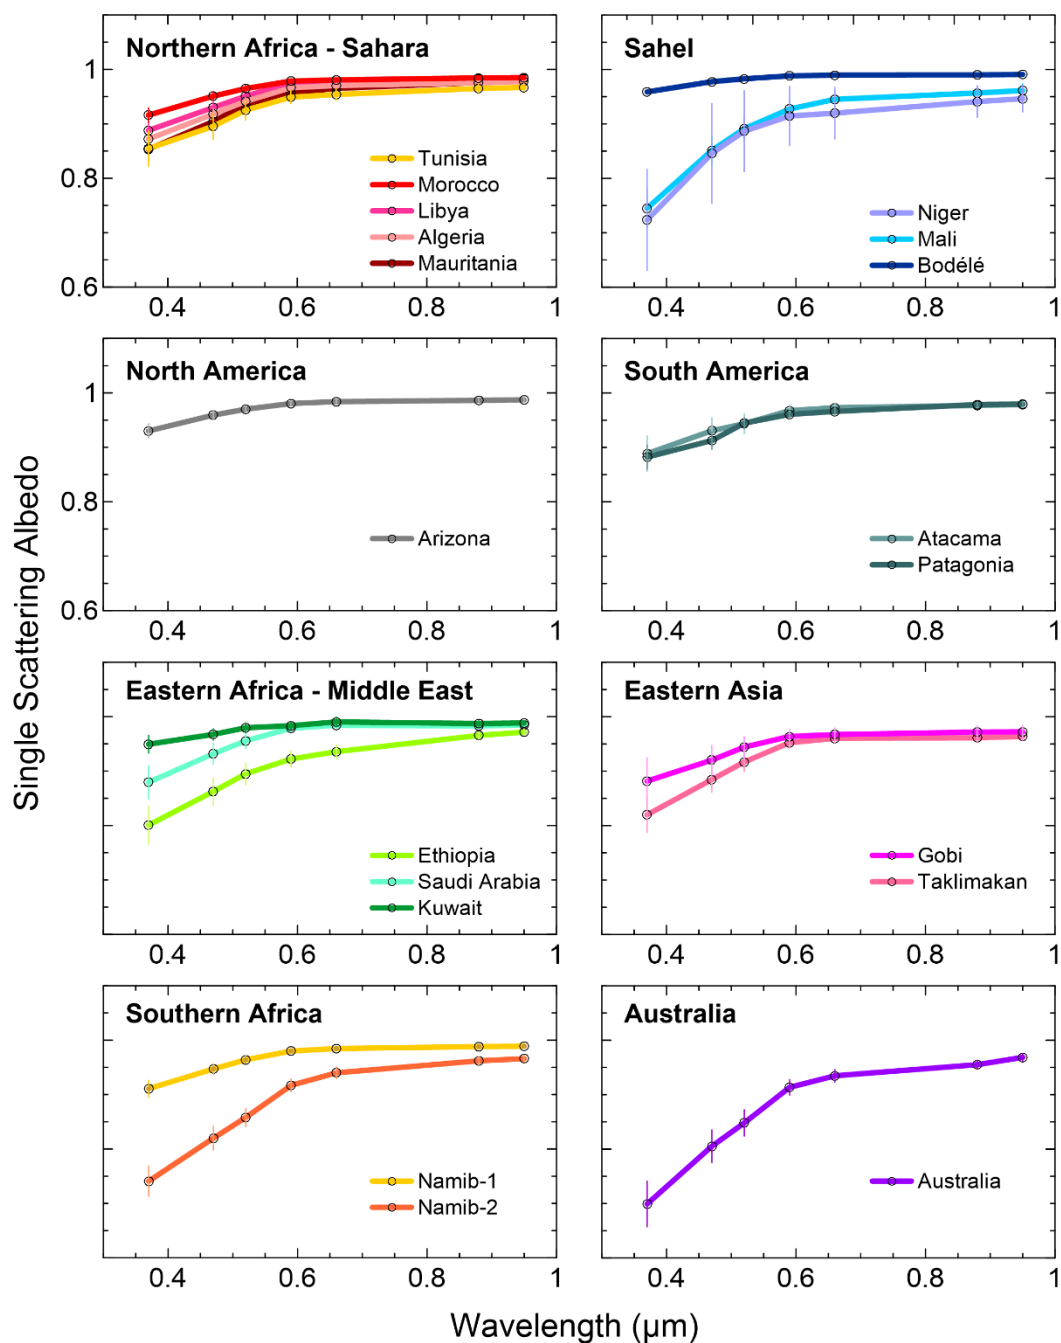 Northern Africa - Sahara
1
0.8
0.6
Tunisia
Morocco
Libya
Algeria
Mauritania
0.4 0.6 0.8 1
Sahel
Niger
Mali
Bodélé
0.4 0.6 0.8 1
North America
1
0.8
0.6
Arizona
0.4 0.6 0.8 1
South America
Atacama
Patagonia
0.4 0.6 0.8 1
Single Scattering Albedo
Eastern Africa - Middle East
Ethiopia
Saudi Arabia
Kuwait
0.4 0.6 0.8 1
Eastern Asia
Gobi
Taklimakan
0.4 0.6 0.8 1
Southern Africa
Namib-1
Namib-2
0.4 0.6 0.8 1
Australia
Australia
0.4 0.6 0.8 1
Wavelength (μm)